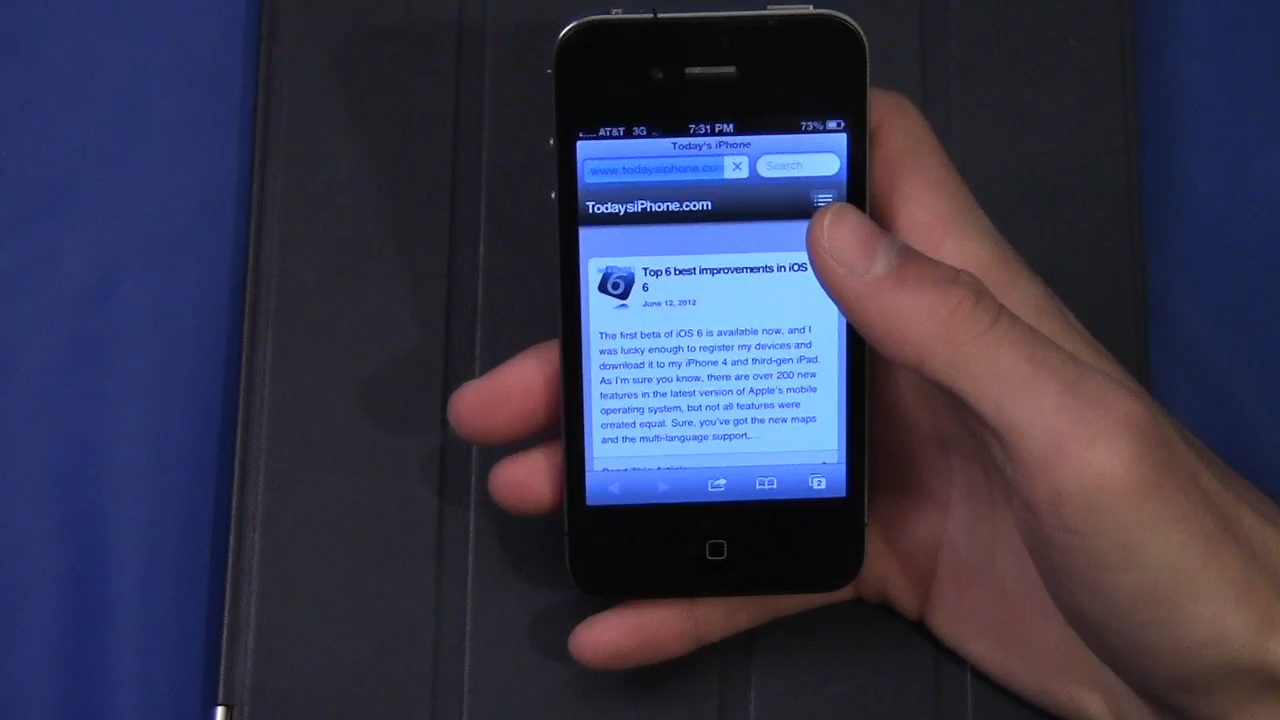 AT&T 3G 7:31 PM 73%
Today's iPhone
www.todaysiphone.com Search
TodaysiPhone.com
6
Top 6 best improvements in iOS
6
June 12, 2012
The first beta of iOS 6 is available now, and I
was lucky enough to register my devices and
download it to my iPhone 4 and third-gen iPad.
As I'm sure you know, there are over 200 new
features in the latest version of Apple's mobile
operating system, but not all features were
created equal. Sure, you've got the new maps
and the multi-language support,...
Read This Article
2